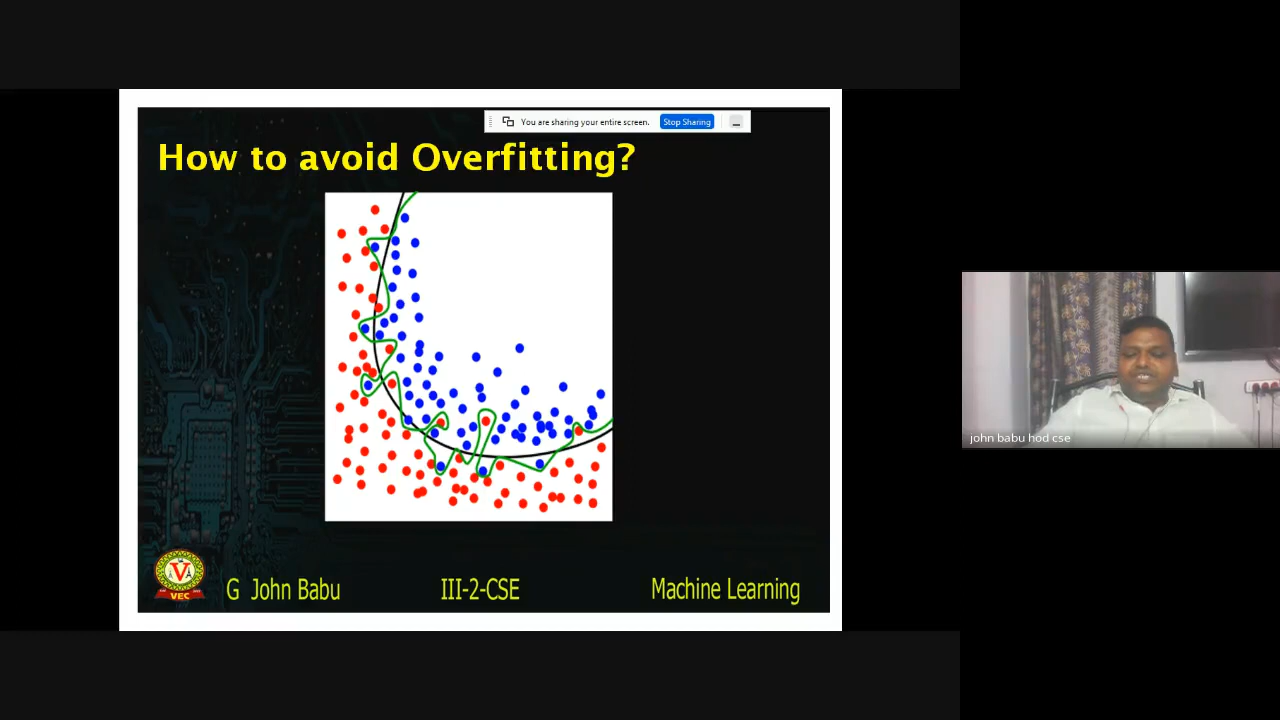 You are sharing your entire screen.
Stop Sharing
How to avoid Overfitting?
john babu hod cse
VEC
G John Babu
III-2-CSE
Machine Learning